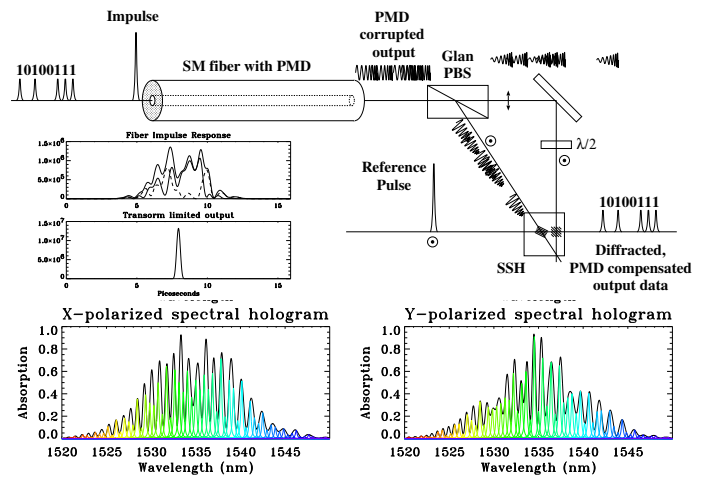 Impulse
PMD
corrupted
output
10100111
SM fiber with PMD
Glan
PBS
λ/2
Fiber Impulse Response
1.5×10⁶
1.0×10⁶
5.0×10⁵
0
0 5 10 15
Transorm limited output
1.5×10⁷
1.0×10⁷
5.0×10⁶
0
0 5 10 15
Picoseconds
Reference
Pulse
10100111
SSH
Diffracted,
PMD compensated
output data
X-polarized spectral hologram
Absorption
1.0
0.8
0.6
0.4
0.2
0.0
1520 1525 1530 1535 1540 1545
Wavelength (nm)
Y-polarized spectral hologram
Absorption
1.0
0.8
0.6
0.4
0.2
0.0
1520 1525 1530 1535 1540 1545
Wavelength (nm)